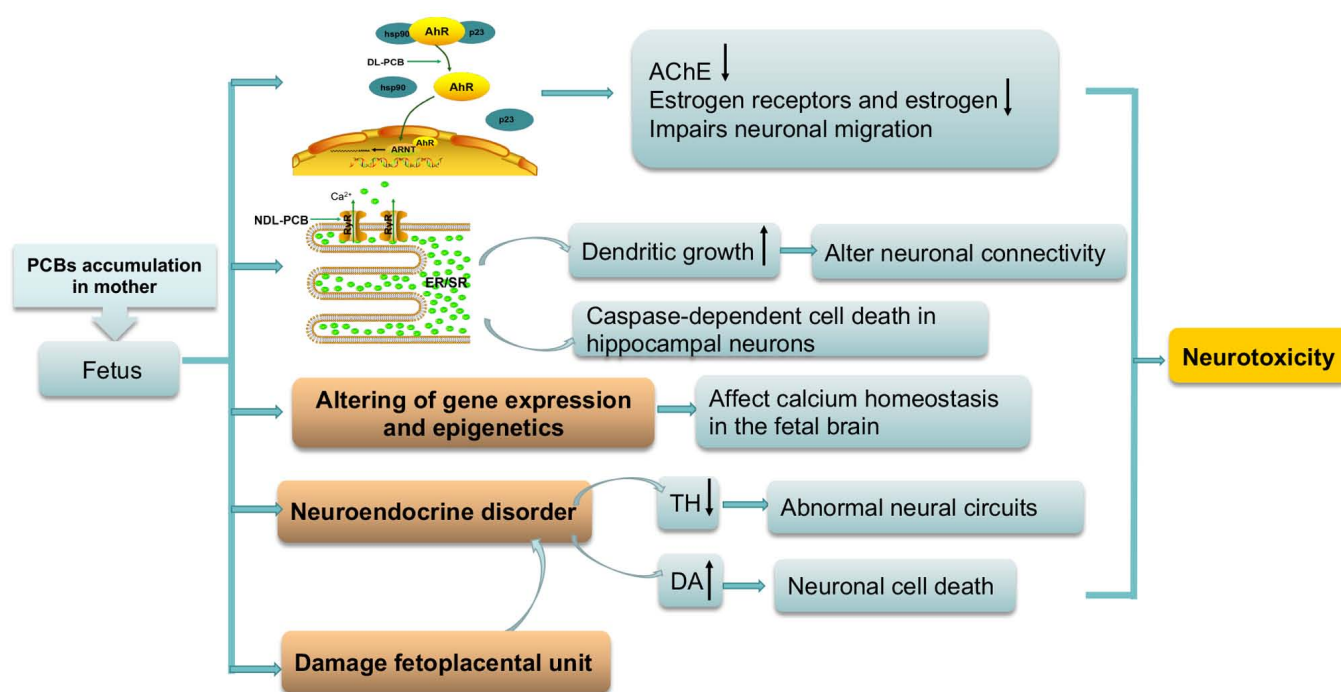 hsp90
AhR
p23
DL-PCB
hsp90
AhR
p23
AhR
ARNT
AChE
Estrogen receptors and estrogen
Impairs neuronal migration
Ca²⁺
NDL-PCB
RyR
RyR
ER/SR
Dendritic growth
Alter neuronal connectivity
Caspase-dependent cell death in
hippocampal neurons
PCBs accumulation
in mother
Fetus
Neurotoxicity
Altering of gene expression
and epigenetics
Affect calcium homeostasis
in the fetal brain
Neuroendocrine disorder
TH
Abnormal neural circuits
DA
Neuronal cell death
Damage fetoplacental unit